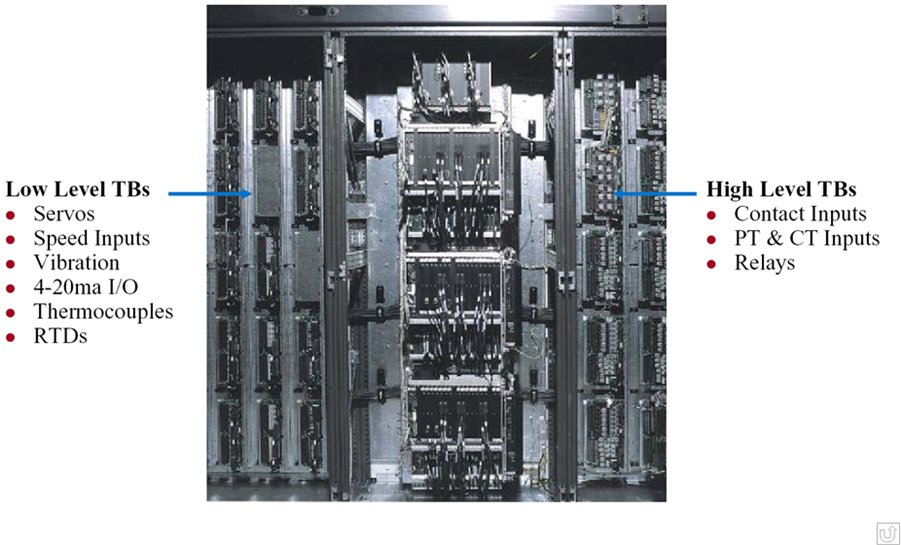 Low Level TBs
Servos
Speed Inputs
Vibration
4-20ma I/O
Thermocouples
RTDs
High Level TBs
Contact Inputs
PT & CT Inputs
Relays